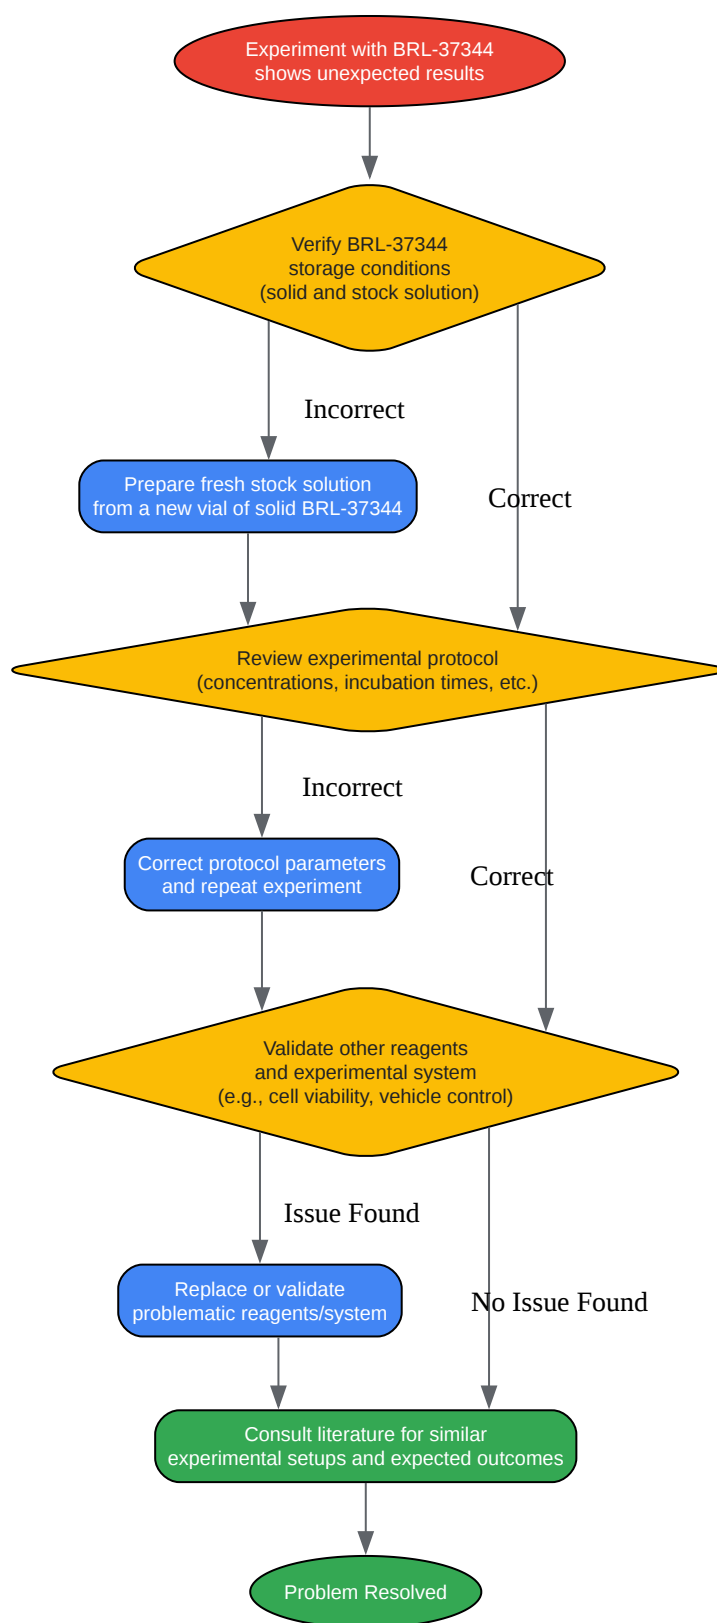 Experiment with BRL-37344
shows unexpected results
Verify BRL-37344
storage conditions
(solid and stock solution)
Incorrect
Prepare fresh stock solution
from a new vial of solid BRL-37344
Correct
Review experimental protocol
(concentrations, incubation times, etc.)
Incorrect
Correct protocol parameters
and repeat experiment
Correct
Validate other reagents
and experimental system
(e.g., cell viability, vehicle control)
Issue Found
Replace or validate
problematic reagents/system
No Issue Found
Consult literature for similar
experimental setups and expected outcomes
Problem Resolved